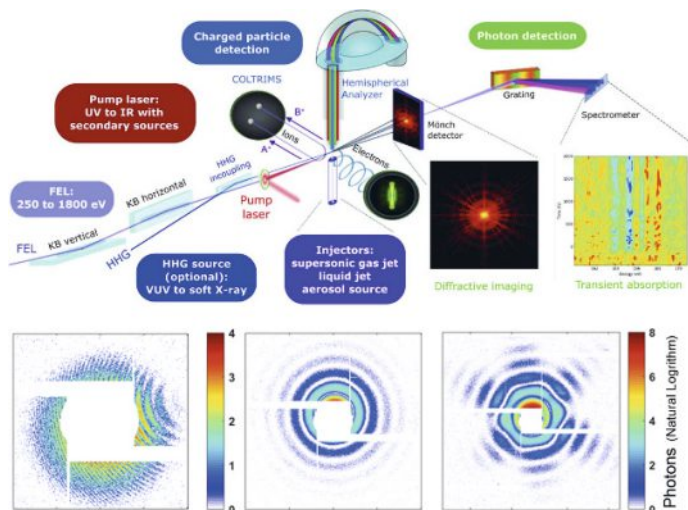 Charged particle
detection
Photon detection
COLTRIMS
Hemispherical
Analyzer
Grating
Spectrometer
Pump laser:
UV to IR with
secondary sources
B⁺
A⁺
Ions
Mönch
detector
Electrons
HHG
incoupling
KB horizontal
FEL:
250 to 1800 eV
KB vertical
Pump
laser
FEL
HHG
HHG source
(optional):
VUV to soft X-ray
Injectors:
supersonic gas jet
liquid jet
aerosol source
Diffractive imaging
Transient absorption
4
3
2
1
0
8
6
4
2
0
Photons (Natural Logrithm)